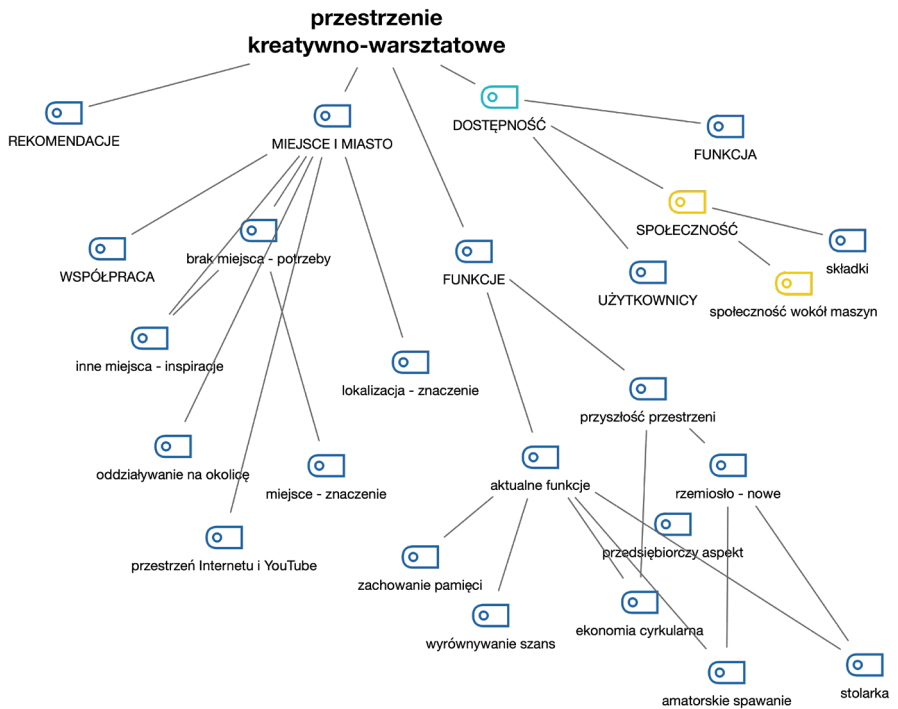 przestrzenie
kreatywno-warsztatowe
REKOMENDACJE
MIEJSCE I MIASTO
DOSTĘPNOŚĆ
FUNKCJA
SPOŁECZNOŚĆ
WSPÓŁPRACA
brak miejsca - potrzeby
FUNKCJE
UŻYTKOWNICY
składki
społeczność wokół maszyn
inne miejsca - inspiracje
lokalizacja - znaczenie
przyszłość przestrzeni
oddziaływanie na okolicę
miejsce - znaczenie
aktualne funkcje
rzemiosło - nowe
przestrzeń Internetu i YouTube
zachowanie pamięci
przedsiębiorczy aspekt
wyrównywanie szans
ekonomia cyrkularna
amatorskie spawanie
stolarka